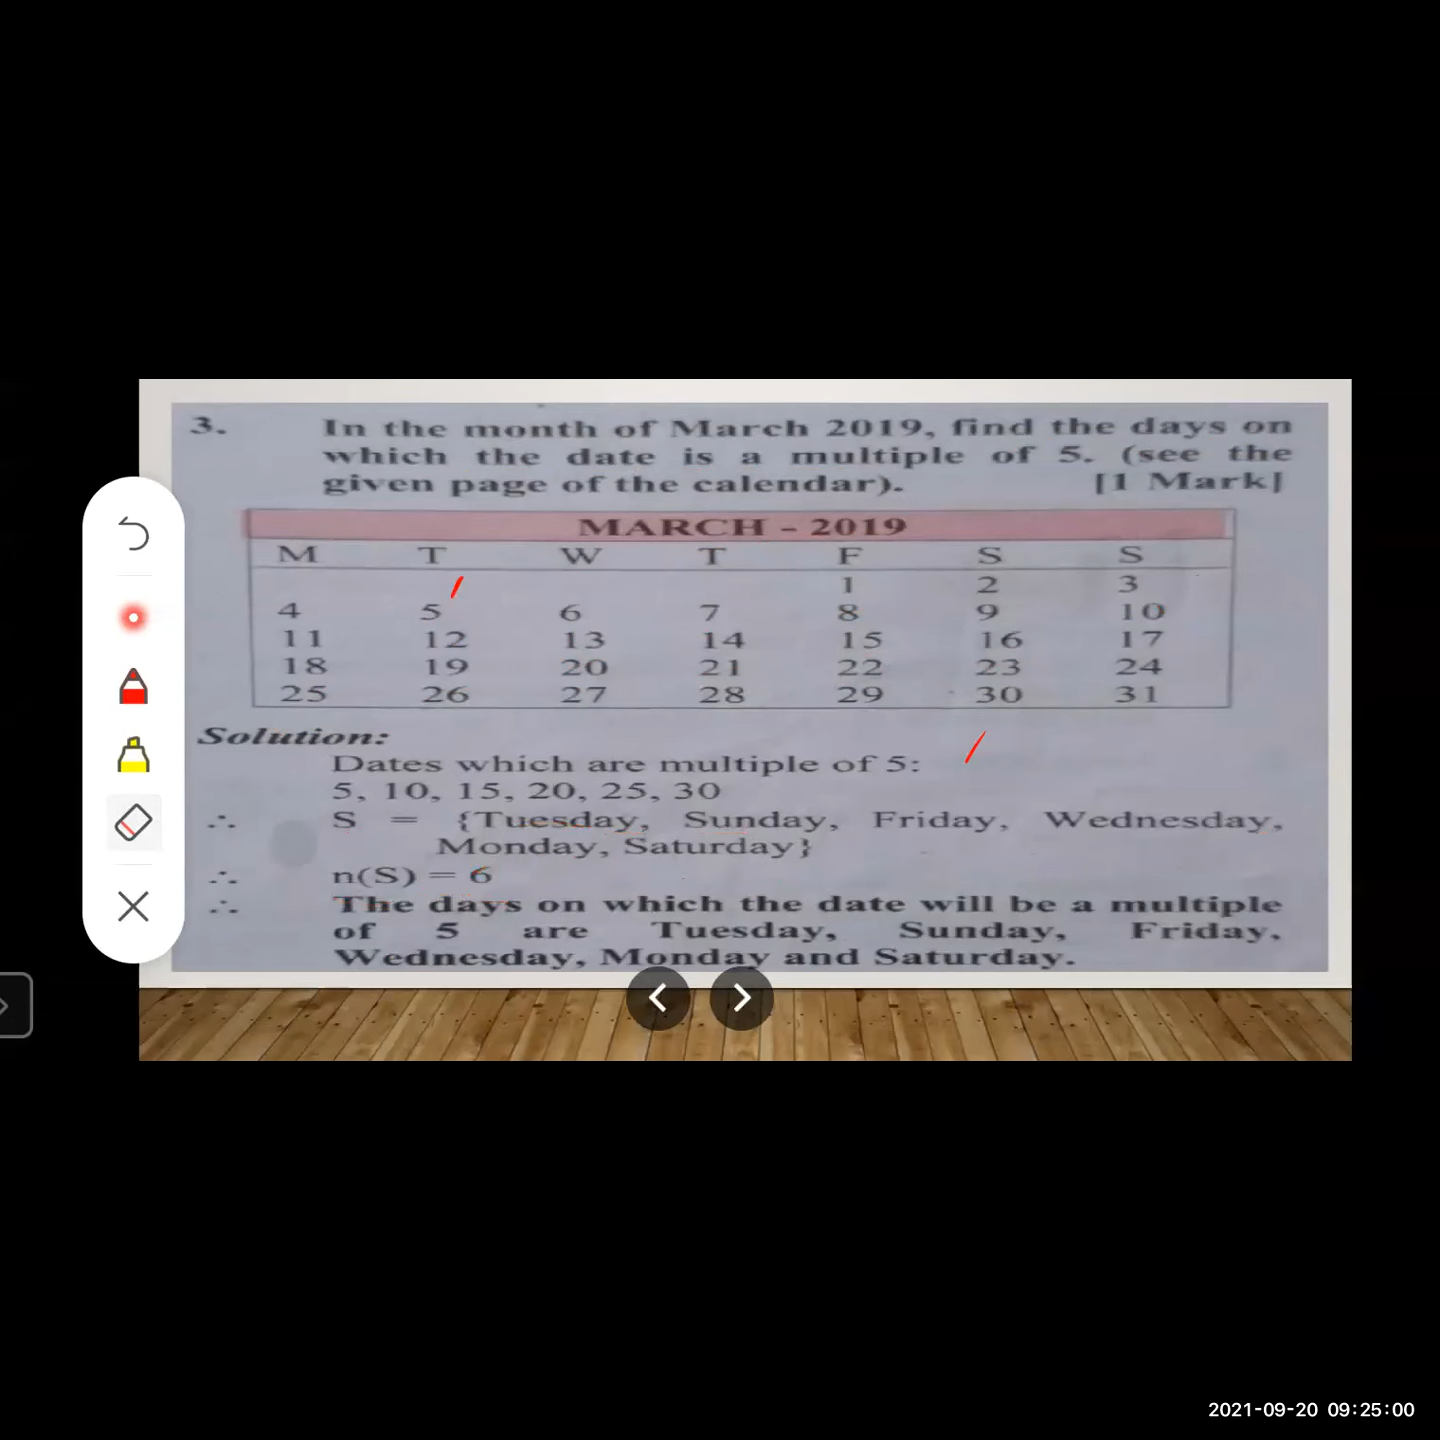 3. In the month of March 2019, find the days on
which the date is a multiple of 5. (see the
given page of the calendar). [1 Mark]
MARCH - 2019
M T W T F S S
1 2 3
4 5 6 7 8 9 10
11 12 13 14 15 16 17
18 19 20 21 22 23 24
25 26 27 28 29 30 31
Solution:
Dates which are multiple of 5:
5, 10, 15, 20, 25, 30
∴ S = {Tuesday, Sunday, Friday, Wednesday,
Monday, Saturday}
∴ n(S) = 6
∴ The days on which the date will be a multiple
of 5 are Tuesday, Sunday, Friday,
Wednesday, Monday and Saturday.
2021-09-20 09:25:00